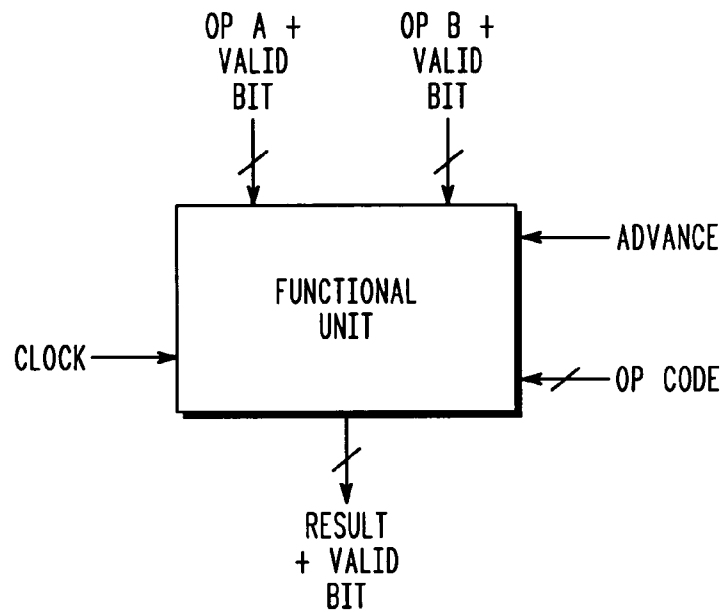 OP A +
VALID
BIT
OP B +
VALID
BIT
ADVANCE
FUNCTIONAL
UNIT
CLOCK
OP CODE
RESULT
+ VALID
BIT